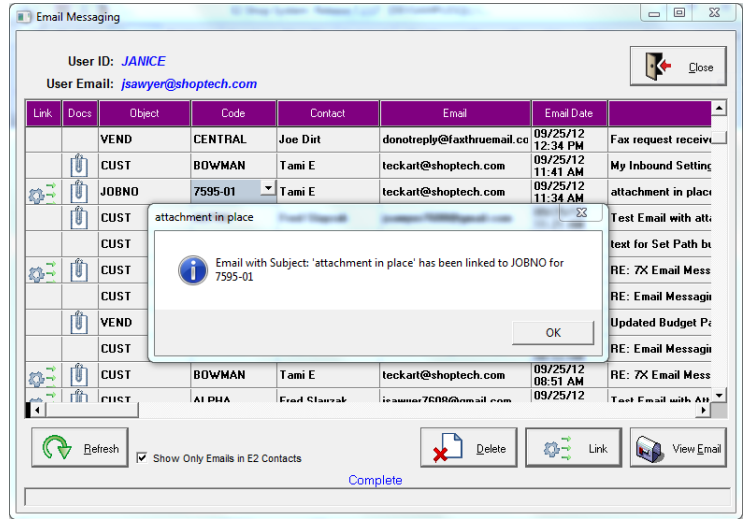 Email Messaging
User ID: JANICE
User Email: jsawyer@shoptech.com
Close
Link Docs Object Code Contact Email Email Date
VEND CENTRAL Joe Dirt donotreply@faxthruemail.co 09/25/12 12:34 PM Fax request receive
CUST BOWMAN Tami E teckart@shoptech.com 09/25/12 11:41 AM My Inbound Setting
JOBNO 7595-01 Tami E teckart@shoptech.com 09/25/12 11:34 AM attachment in place
CUST Test Email with atta
CUST text for Set Path bu
CUST RE: 7X Email Mess
CUST RE: Email Messagin
VEND Updated Budget Pa
CUST RE: Email Messagin
CUST BOWMAN Tami E teckart@shoptech.com 09/25/12 08:51 AM RE: 7X Email Mess
CUST ALPHA Fred Slauzak jsawyer7608@gmail.com 09/25/12 Test Email with Att
attachment in place
Email with Subject: 'attachment in place' has been linked to JOBNO for
7595-01
OK
Refresh
Show Only Emails in E2 Contacts
Delete
Link
View Email
Complete